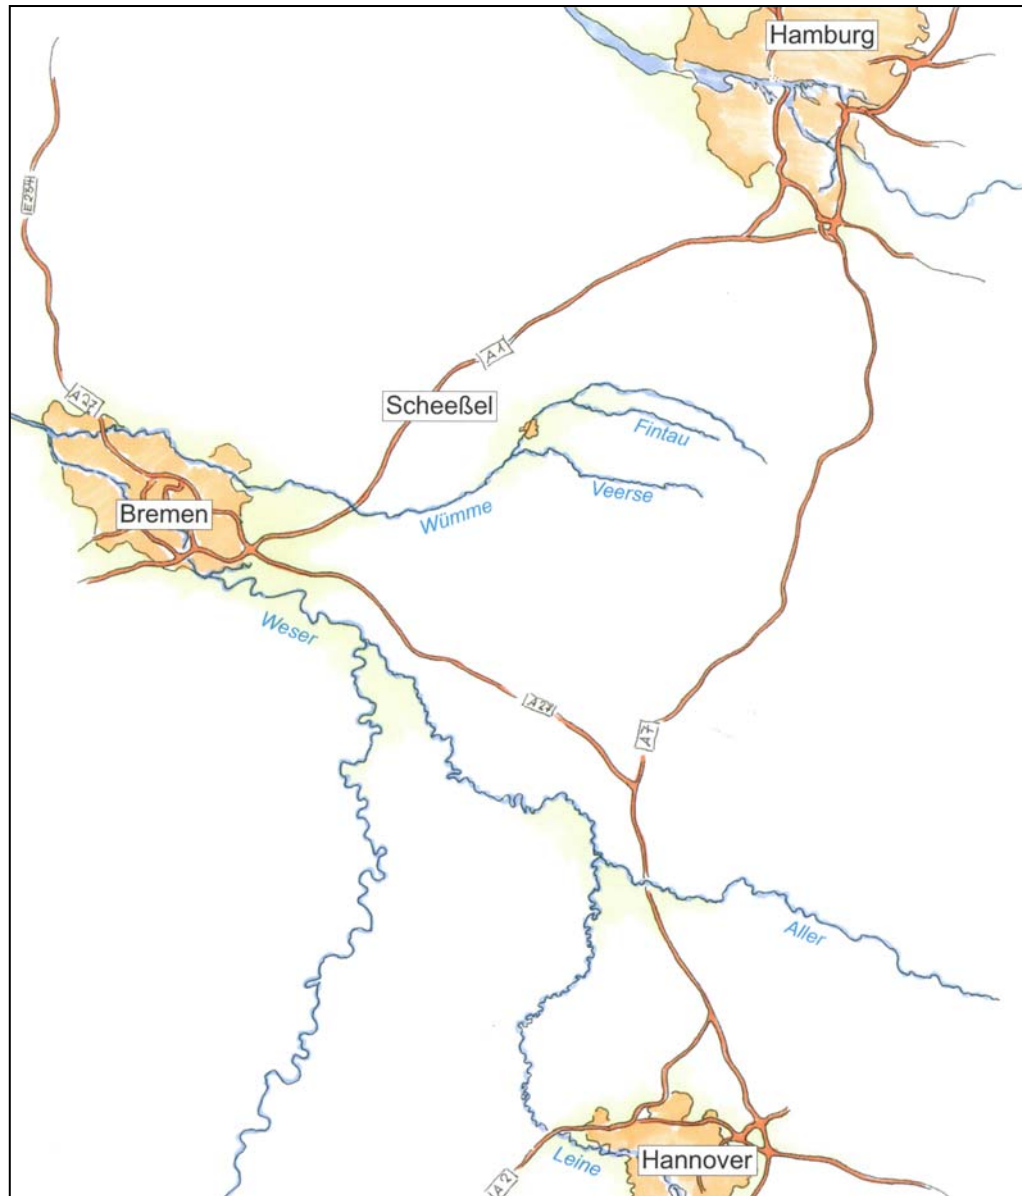 Hamburg
E234
A1
A27
Scheeßel
Fintau
Veerse
Wümme
Bremen
Weser
A27
A7
Aller
Leine
Hannover
A2